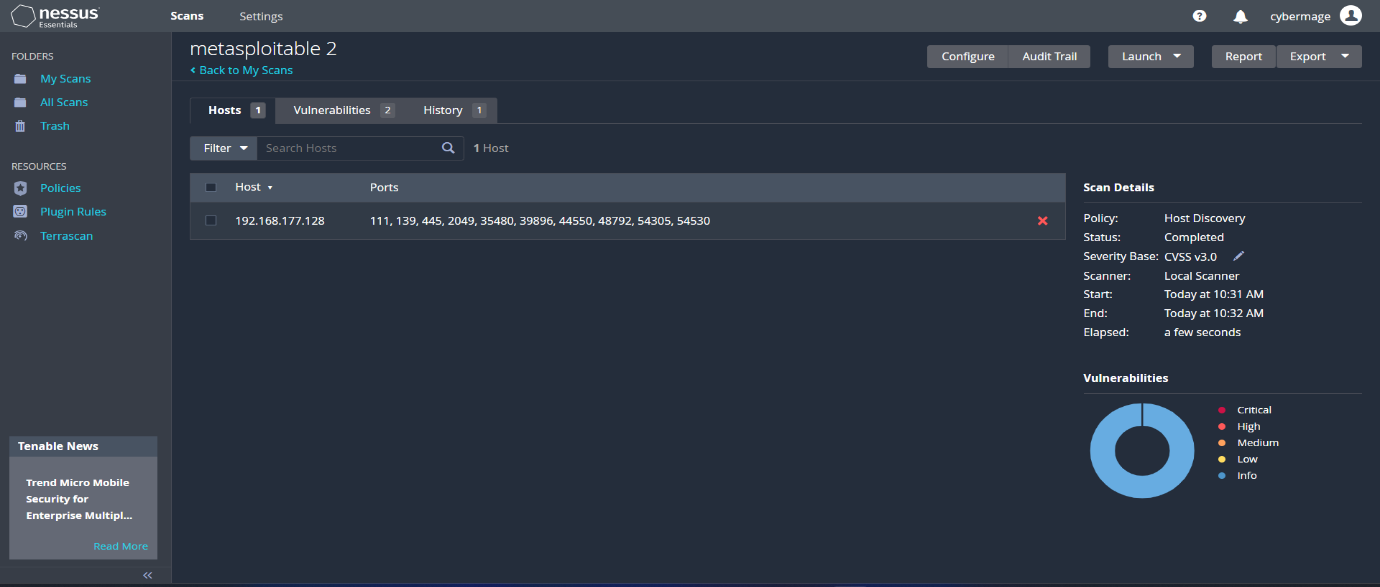 nessus
Essentials
Scans
Settings
cybermage
FOLDERS
My Scans
All Scans
Trash
RESOURCES
Policies
Plugin Rules
Terrascan
Tenable News
Trend Micro Mobile
Security for
Enterprise Multipl...
Read More
metasploitable 2
Back to My Scans
Configure
Audit Trail
Launch
Report
Export
Hosts 1
Vulnerabilities 2
History 1
Filter
Search Hosts
1 Host
Host
Ports
192.168.177.128
111, 139, 445, 2049, 35480, 39896, 44550, 48792, 54305, 54530
Scan Details
Policy: Host Discovery
Status: Completed
Severity Base: CVSS v3.0
Scanner: Local Scanner
Start: Today at 10:31 AM
End: Today at 10:32 AM
Elapsed: a few seconds
Vulnerabilities
Critical
High
Medium
Low
Info